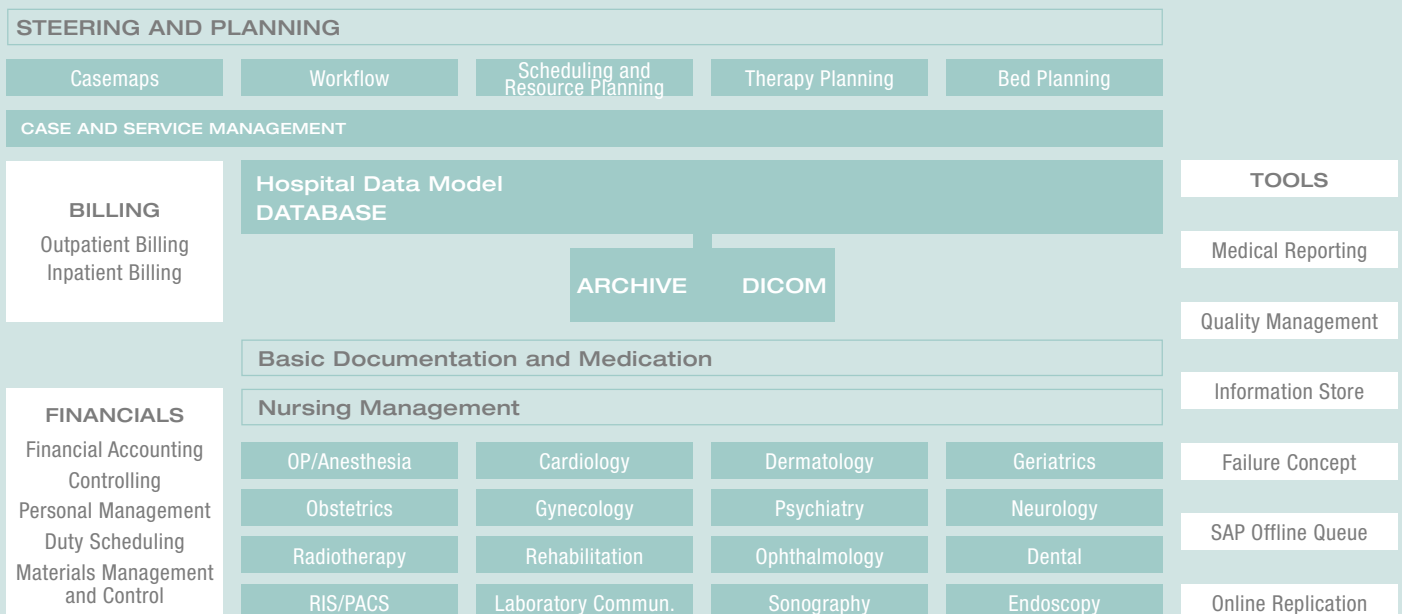 STEERING AND PLANNING
Casemaps
Workflow
Scheduling and
Resource Planning
Therapy Planning
Bed Planning
CASE AND SERVICE MANAGEMENT
BILLING
Outpatient Billing
Inpatient Billing
Hospital Data Model
DATABASE
ARCHIVE
DICOM
Basic Documentation and Medication
Nursing Management
FINANCIALS
Financial Accounting
Controlling
Personal Management
Duty Scheduling
Materials Management
and Control
OP/Anesthesia
Cardiology
Dermatology
Geriatrics
Obstetrics
Gynecology
Psychiatry
Neurology
Radiotherapy
Rehabilitation
Ophthalmology
Dental
RIS/PACS
Laboratory Commun.
Sonography
Endoscopy
TOOLS
Medical Reporting
Quality Management
Information Store
Failure Concept
SAP Offline Queue
Online Replication